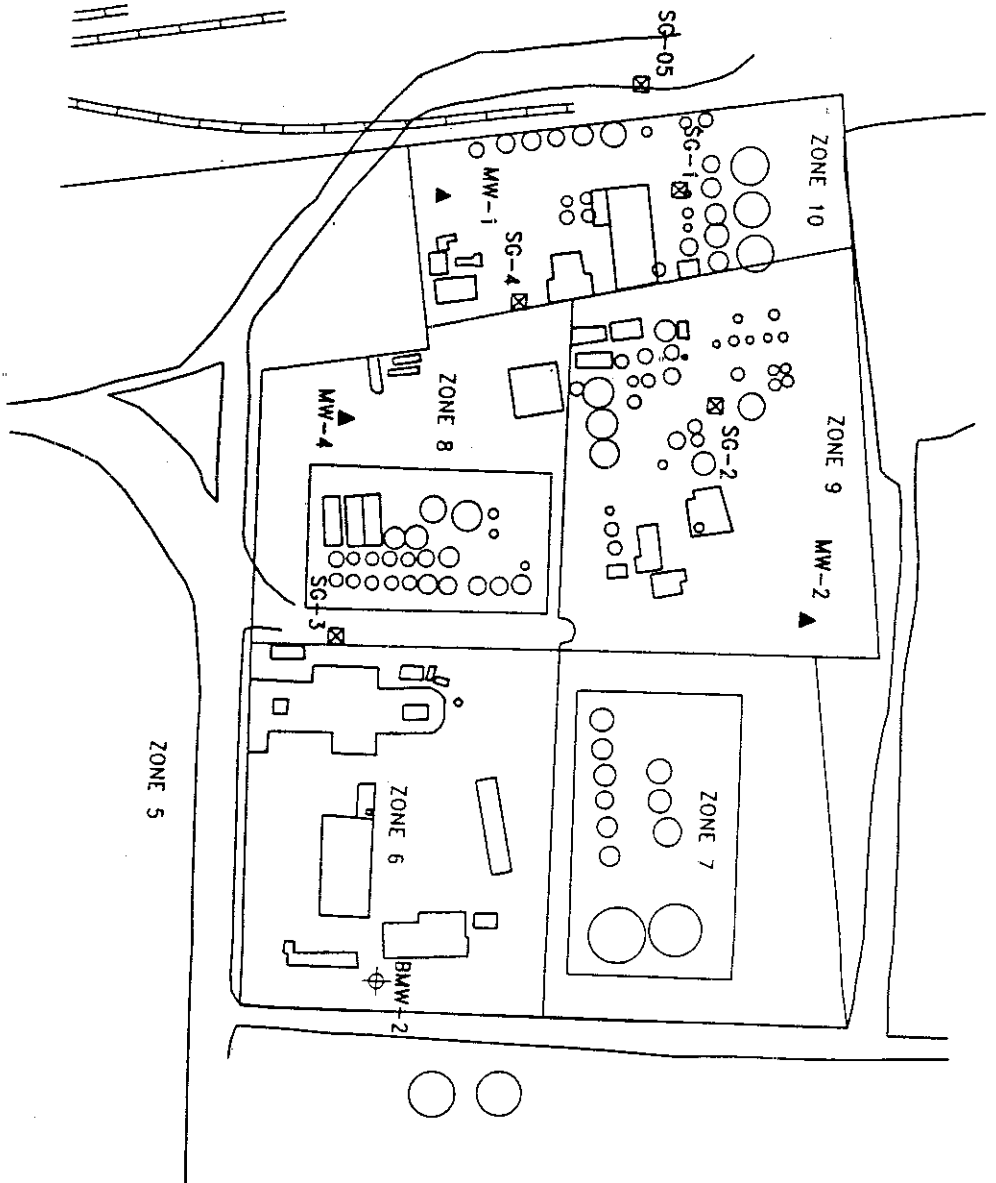 SG-05
SG-1
ZONE 10
MW-1
SG-4
ZONE 8
MW-4
SG-2
ZONE 9
MW-2
SG-3
ZONE 5
ZONE 6
ZONE 7
BMW-2